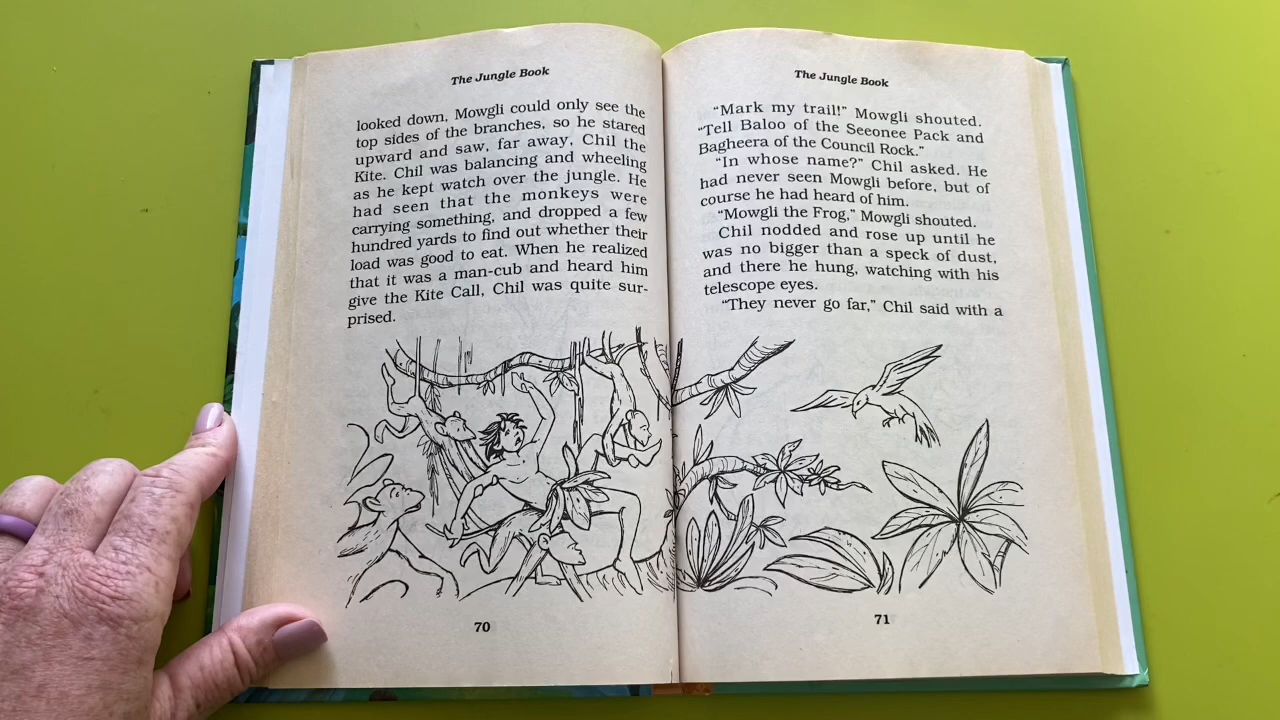 The Jungle Book
looked down, Mowgli could only see the
top sides of the branches, so he stared
upward and saw, far away, Chil the
Kite. Chil was balancing and wheeling
as he kept watch over the jungle. He
had seen that the monkeys were
carrying something, and dropped a few
hundred yards to find out whether their
load was good to eat. When he realized
that it was a man-cub and heard him
give the Kite Call, Chil was quite sur-
prised.
70
The Jungle Book
“Mark my trail!” Mowgli shouted.
“Tell Baloo of the Seeonee Pack and
Bagheera of the Council Rock.”
“In whose name?” Chil asked. He
had never seen Mowgli before, but of
course he had heard of him.
“Mowgli the Frog,” Mowgli shouted.
Chil nodded and rose up until he
was no bigger than a speck of dust,
and there he hung, watching with his
telescope eyes.
“They never go far,” Chil said with a
71